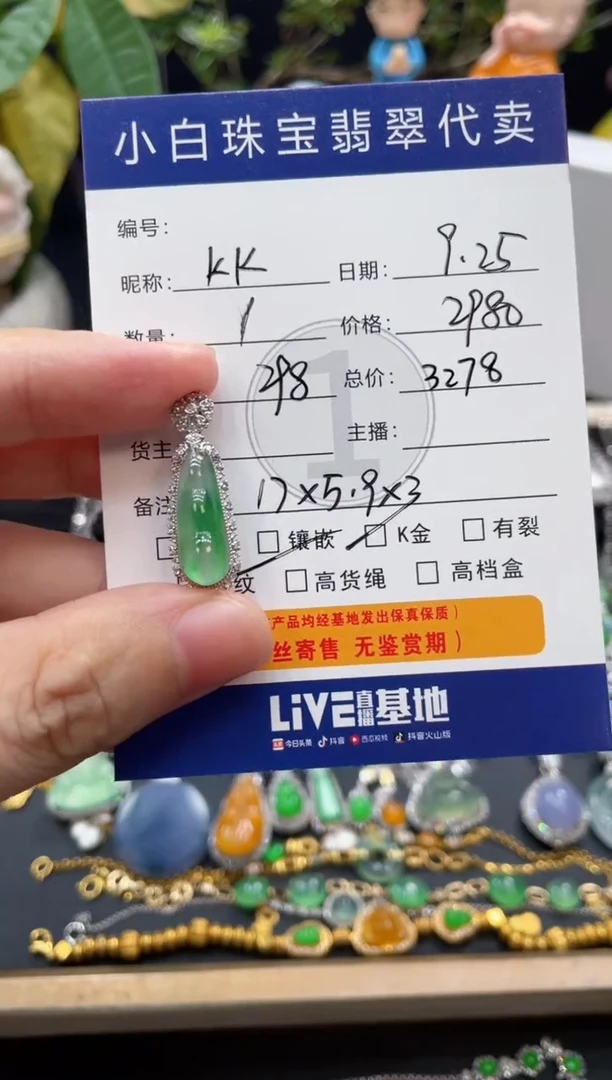 小白珠宝翡翠代卖
编号:
昵称: KK 日期: 9.25
数量: 1 价格: 2980
298 总价: 3278
货主 主播:
备注 17×5.9×3
□ 镶嵌 □ K金 □ 有裂
纹 □ 高货绳 □ 高档盒
产品均经基地发出保真保质）
丝寄售 无鉴赏期）
LiVE直播基地
今日头条 抖音 西瓜视频 抖音火山版
1